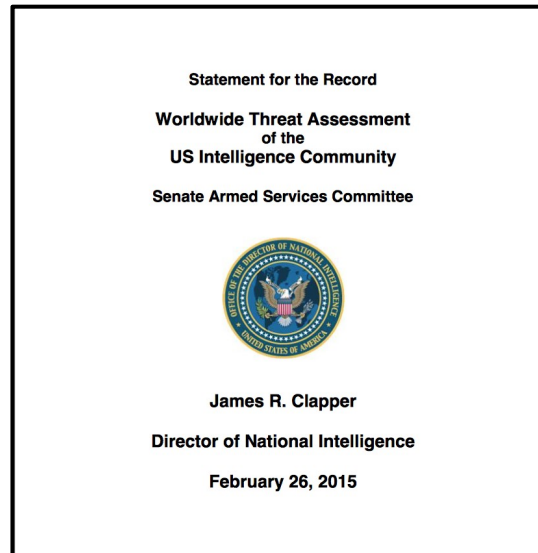 Statement for the Record
Worldwide Threat Assessment
of the
US Intelligence Community
Senate Armed Services Committee
OFFICE OF THE DIRECTOR OF NATIONAL INTELLIGENCE
UNITED STATES OF AMERICA
James R. Clapper
Director of National Intelligence
February 26, 2015